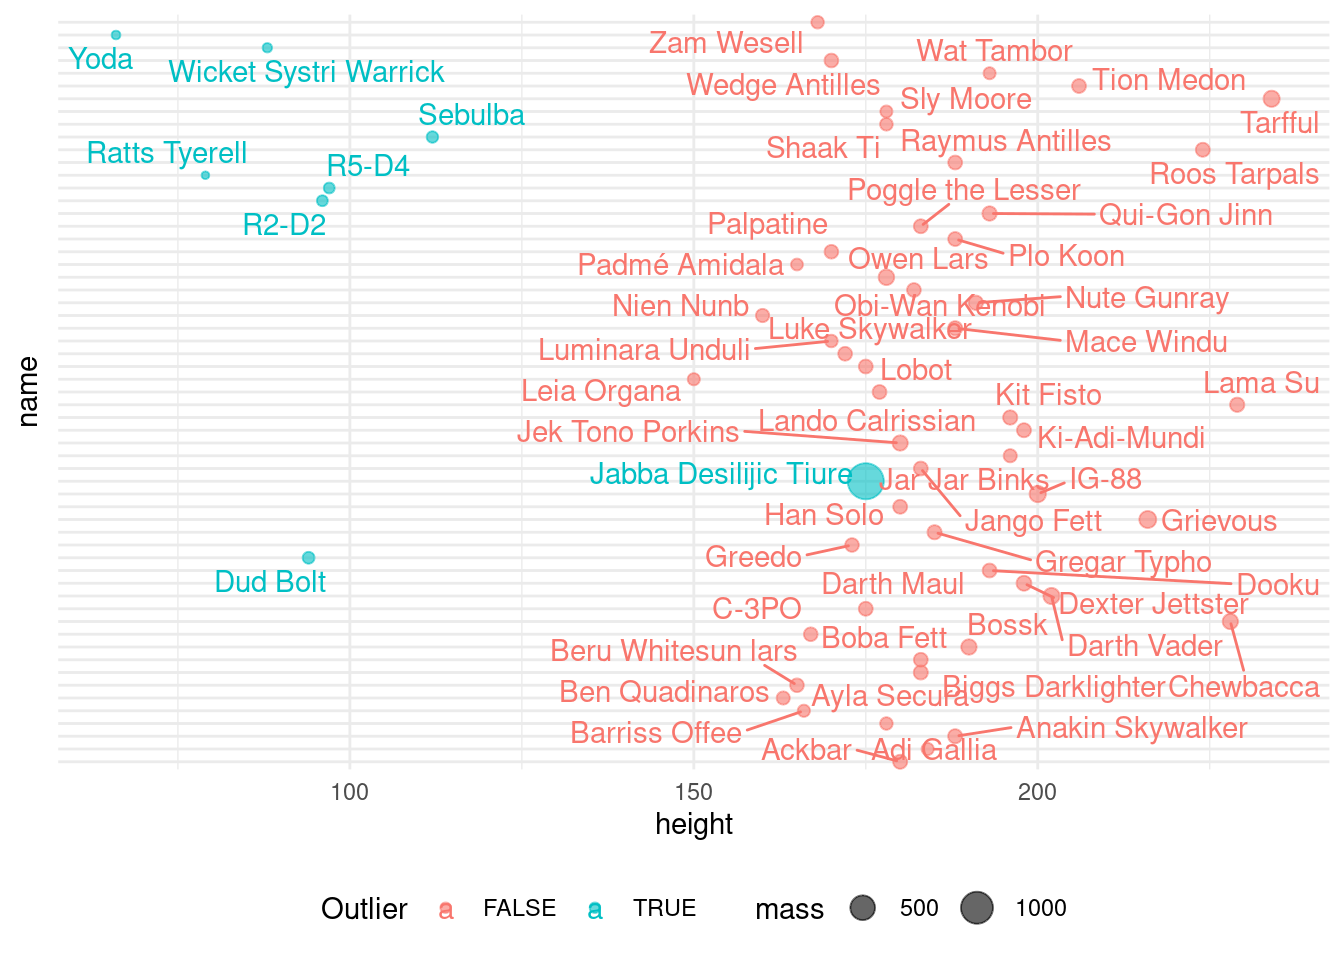 Zam Wesell
Wat Tambor
Yoda
Wicket Systri Warrick
Wedge Antilles
Tion Medon
Sly Moore
Tarfful
Sebulba
Shaak Ti
Raymus Antilles
Ratts Tyerell
R5-D4
Roos Tarpals
Poggle the Lesser
R2-D2
Palpatine
Qui-Gon Jinn
Padmé Amidala
Owen Lars
Plo Koon
Nien Nunb
Obi-Wan Kenobi
Nute Gunray
Luke Skywalker
Luminara Unduli
Mace Windu
Leia Organa
Lobot
Lama Su
Kit Fisto
Lando Calrissian
Jek Tono Porkins
Ki-Adi-Mundi
Jabba Desilijic Tiure
Jar Jar Binks
IG-88
Han Solo
Jango Fett
Grievous
Greedo
Gregar Typho
Dud Bolt
Darth Maul
Dooku
C-3PO
Dexter Jettster
Bossk
Boba Fett
Darth Vader
Beru Whitesun lars
Ben Quadinaros
Ayla Secura
Biggs Darklighter
Chewbacca
Barriss Offee
Anakin Skywalker
Ackbar
Adi Gallia
name
100
150
200
height
Outlier
a
FALSE
a
TRUE
mass
500
1000